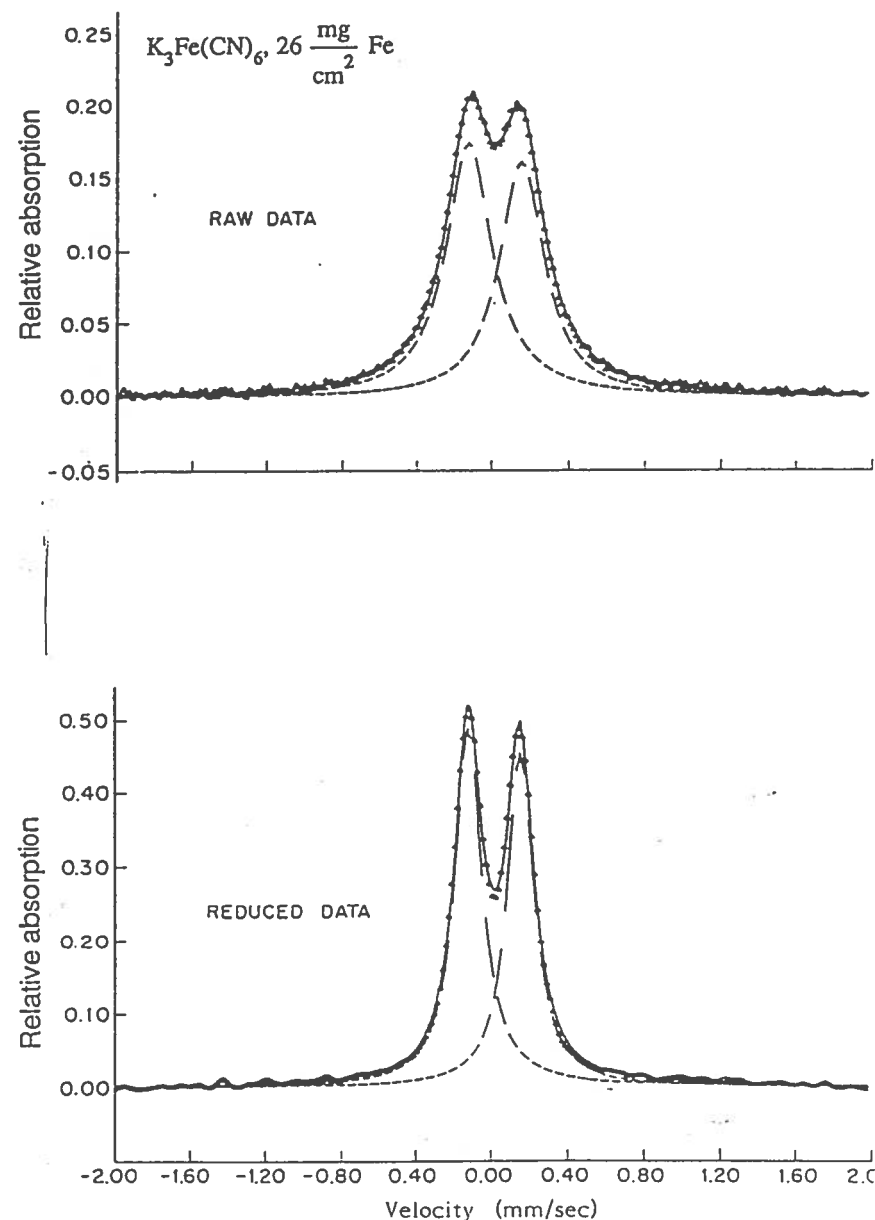 K₃Fe(CN)₆, 26 mg/cm² Fe
0.25
0.20
0.15
0.10
0.05
0.00
-0.05
Relative absorption
RAW DATA
0.50
0.40
0.30
0.20
0.10
0.00
Relative absorption
REDUCED DATA
-2.00 -1.60 -1.20 -0.80 0.40 0.00 0.40 0.80 1.20 1.60 2.0
Velocity (mm/sec)